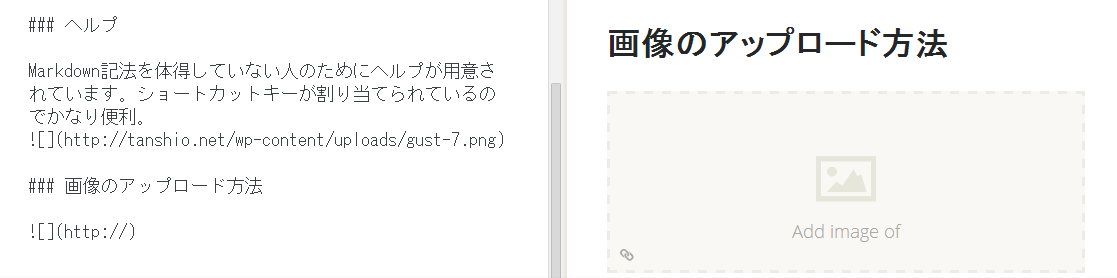 ### ヘルプ
Markdown記法を体得していない人のためにヘルプが用意さ
れています。ショートカットキーが割り当てられているの
でかなり便利。
![](http://tanshio.net/wp-content/uploads/gust-7.png)
### 画像のアップロード方法
![](http://)
画像のアップロード方法
Add image of